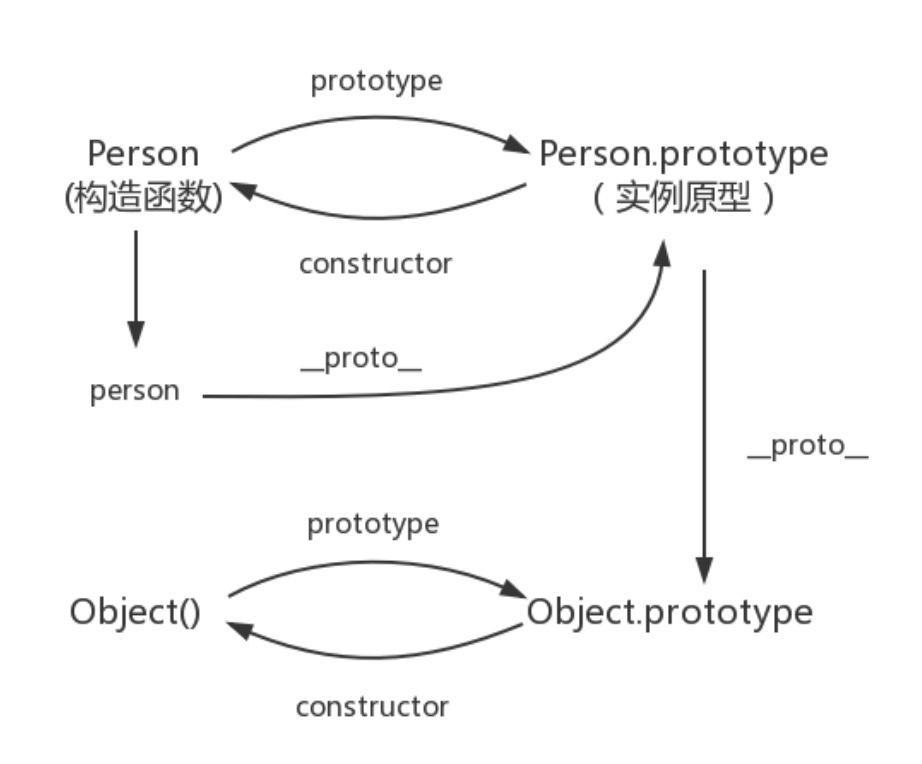 prototype
Person
Person.prototype
(构造函数)
（实例原型）
constructor
__proto__
person
__proto__
prototype
Object()
Object.prototype
constructor